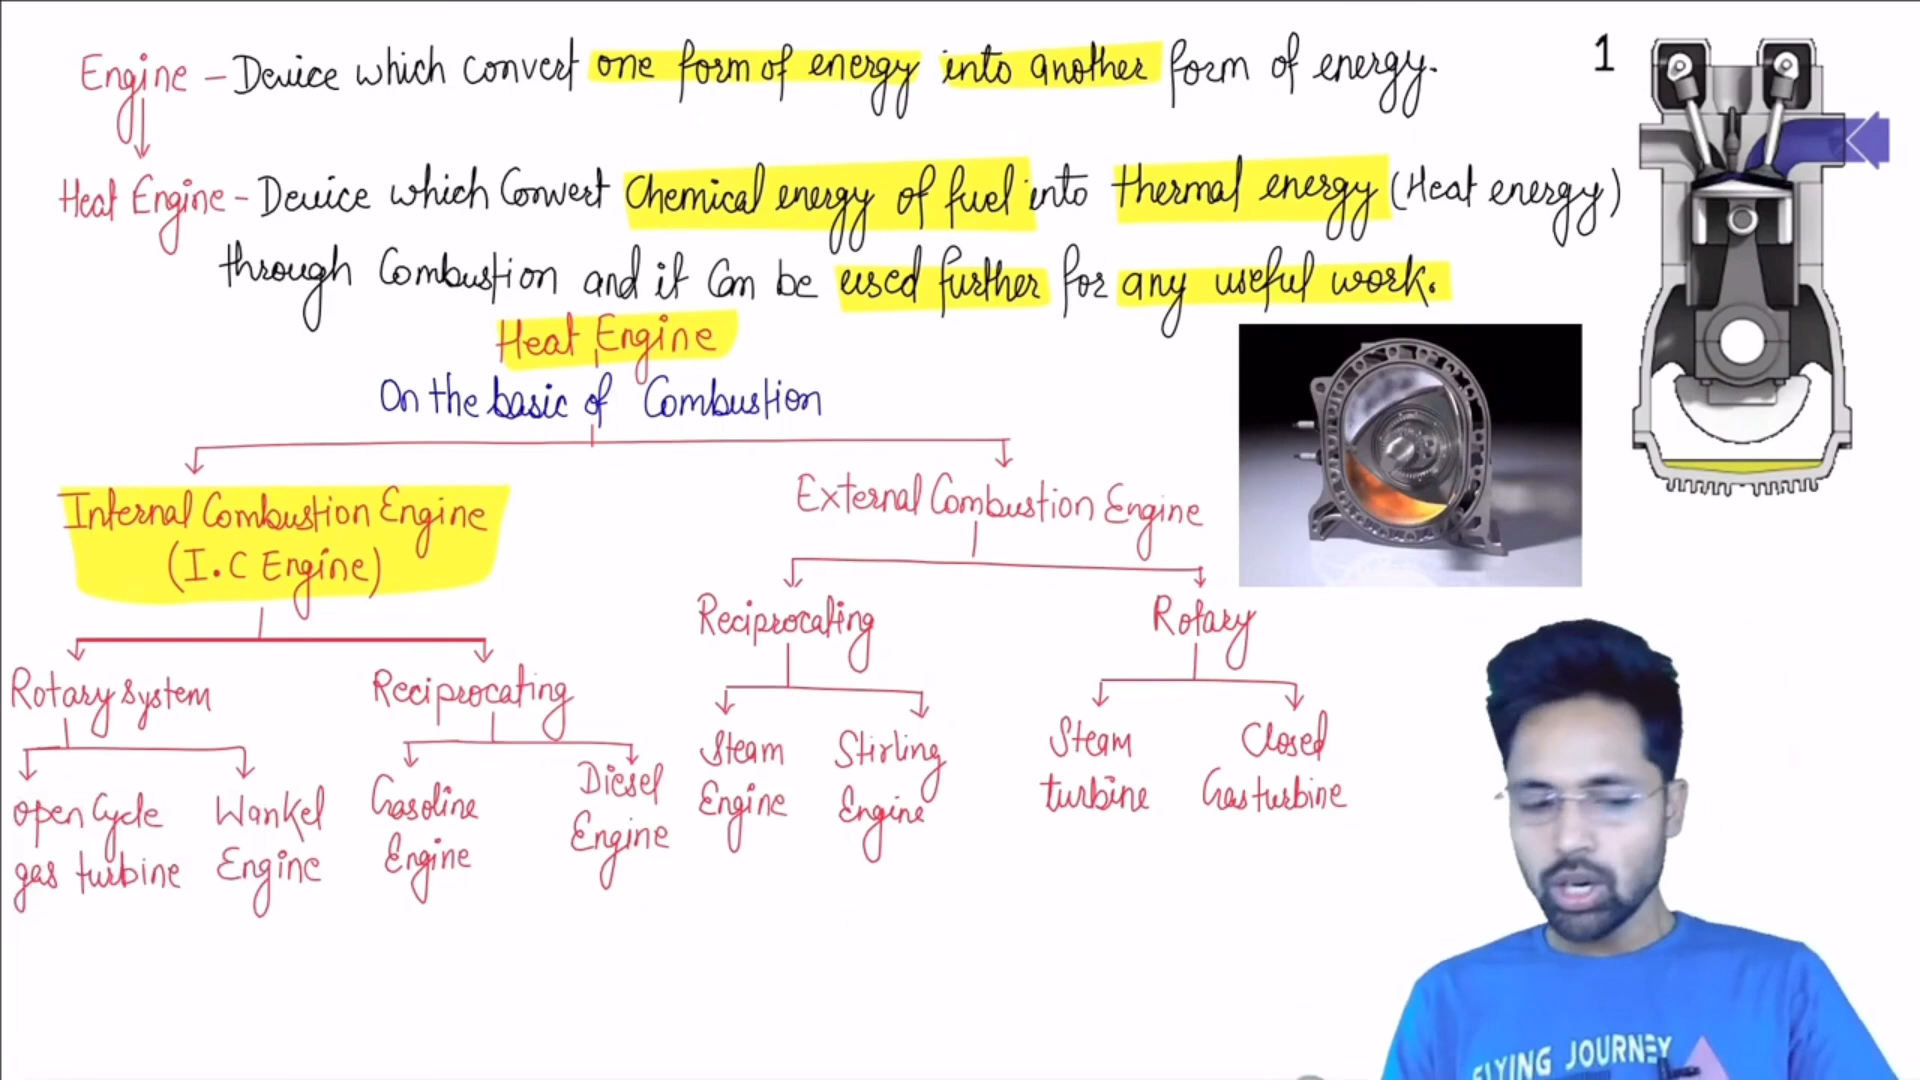 Engine - Device which convert one form of energy into another form of energy.
1
Heat Engine - Device which Convert Chemical energy of fuel into thermal energy (Heat energy)
through Combustion and it Can be used further for any useful work.
Heat Engine
On the basic of Combustion
Internal Combustion Engine
(I.C Engine)
External Combustion Engine
Rotary system
Reciprocating
Reciprocating
Rotary
open Cycle
gas turbine
Wankel
Engine
Gasoline
Engine
Diesel
Engine
Steam
Engine
Stirling
Engine
Steam
turbine
Closed
Gas turbine
FLYING JOURNEY